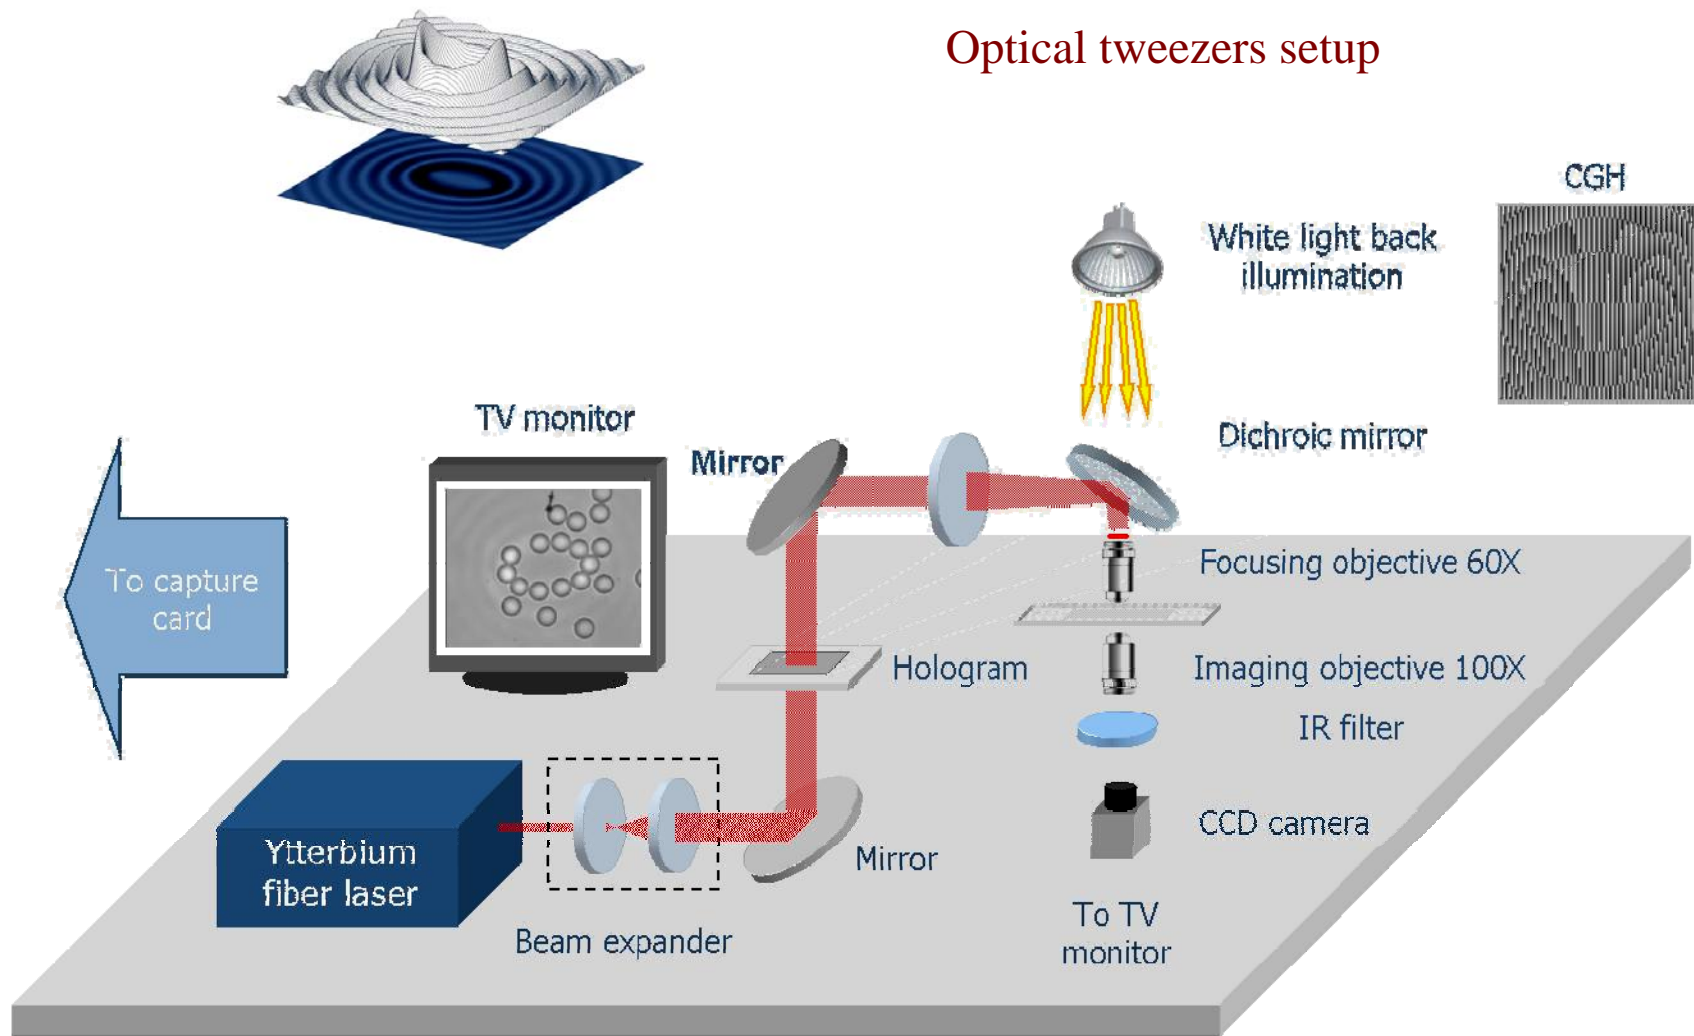 Optical tweezers setup
CGH
White light back
illumination
TV monitor
Mirror
Dichroic mirror
To capture
card
Focusing objective 60X
Hologram
Imaging objective 100X
IR filter
CCD camera
Ytterbium
fiber laser
Mirror
Beam expander
To TV
monitor